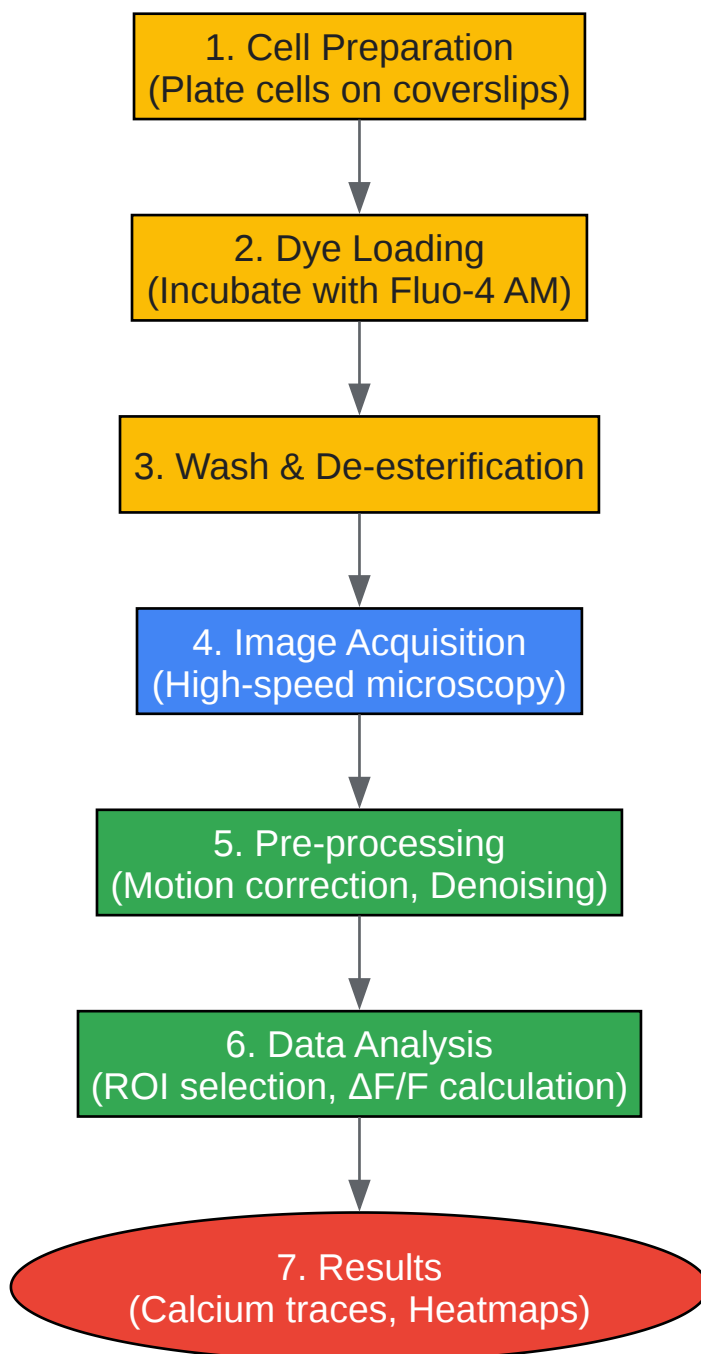 1. Cell Preparation
(Plate cells on coverslips)
2. Dye Loading
(Incubate with Fluo-4 AM)
3. Wash & De-esterification
4. Image Acquisition
(High-speed microscopy)
5. Pre-processing
(Motion correction, Denoising)
6. Data Analysis
(ROI selection, ΔF/F calculation)
7. Results
(Calcium traces, Heatmaps)